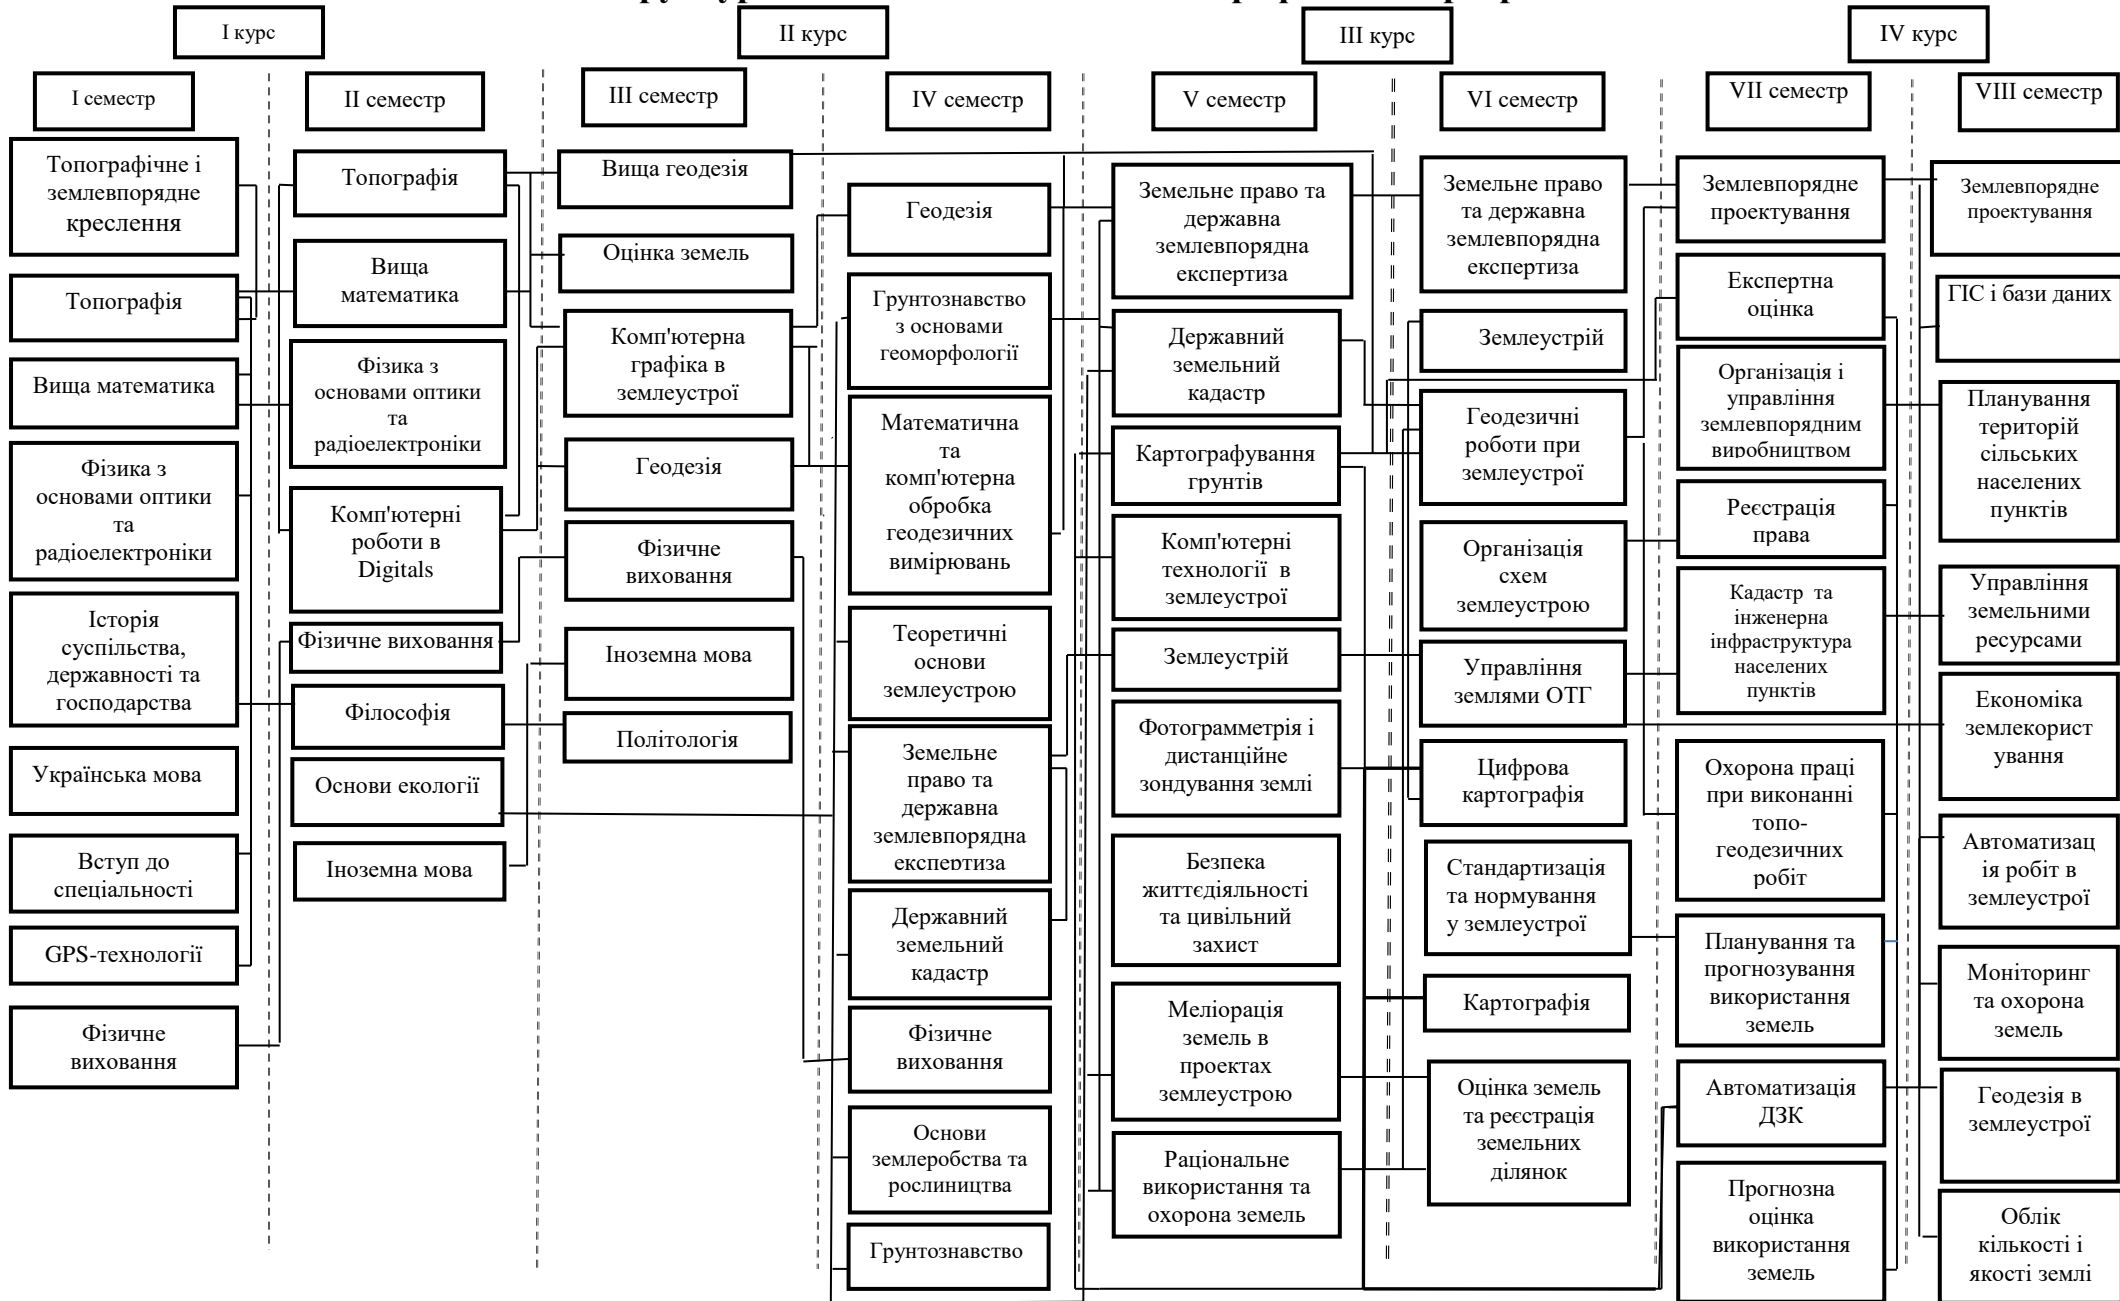 I курс
II курс
III курс
IV курс
I семестр
II семестр
III семестр
IV семестр
V семестр
VI семестр
VII семестр
VIII семестр
Топографічне і
землевпорядне
креслення
Топографія
Вища математика
Фізика з
основами оптики
та
радіоелектроніки
Історія
суспільства,
державності та
господарства
Українська мова
Вступ до
спеціальності
GPS-технології
Фізичне
виховання
Топографія
Вища
математика
Фізика з
основами оптики
та
радіоелектроніки
Комп'ютерні
роботи в
Digitals
Фізичне виховання
Філософія
Основи екології
Іноземна мова
Вища геодезія
Оцінка земель
Комп'ютерна
графіка в
землеустрої
Геодезія
Фізичне
виховання
Іноземна мова
Політологія
Геодезія
Грунтознавство
з основами
геоморфології
Математична
та
комп'ютерна
обробка
геодезичних
вимірювань
Теоретичні
основи
землеустрою
Земельне
право та
державна
землевпорядна
експертиза
Державний
земельний
кадастр
Фізичне
виховання
Основи
землеробства та
рослиництва
Грунтознавство
Земельне право та
державна
землевпорядна
експертиза
Державний
земельний
кадастр
Картографування
грунтів
Комп'ютерні
технології в
землеустрої
Землеустрій
Фотограмметрія і
дистанційне
зондування землі
Безпека
життєдіяльності
та цивільний
захист
Меліорація
земель в
проектах
землеустрою
Раціональне
використання та
охорона земель
Земельне право
та державна
землевпорядна
експертиза
Землеустрій
Геодезичні
роботи при
землеустрої
Організація
схем
землеустрою
Управління
землями ОТГ
Цифрова
картографія
Стандартизація
та нормування
у землеустрої
Картографія
Оцінка земель
та реєстрація
земельних
ділянок
Землевпорядне
проектування
Експертна
оцінка
Організація і
управління
землевпорядним
виробництвом
Реєстрація
права
Кадастр та
інженерна
інфраструктура
населених
пунктів
Охорона праці
при виконанні
топо-
геодезичних
робіт
Планування та
прогнозування
використання
земель
Автоматизація
ДЗК
Прогнозна
оцінка
використання
земель
Землевпорядне
проектування
ГІС і бази даних
Планування
територій
сільських
населених
пунктів
Управління
земельними
ресурсами
Економіка
землекорист
ування
Автоматизац
ія робіт в
землеустрої
Моніторинг
та охорона
земель
Геодезія в
землеустрої
Облік
кількості і
якості землі